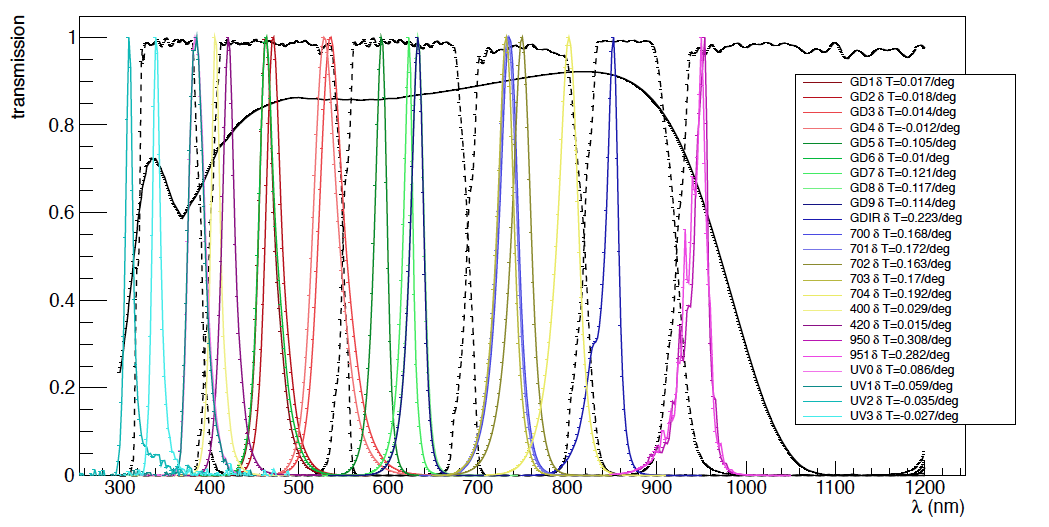 transmission
1
0.8
0.6
0.4
0.2
0
300 400 500 600 700 800 900 1000 1100 1200
λ (nm)
GD1 δ T=0.017/deg
GD2 δ T=0.018/deg
GD3 δ T=0.014/deg
GD4 δ T=-0.012/deg
GD5 δ T=0.105/deg
GD6 δ T=0.01/deg
GD7 δ T=0.121/deg
GD8 δ T=0.117/deg
GD9 δ T=0.114/deg
GDIR δ T=0.223/deg
700 δ T=0.168/deg
701 δ T=0.172/deg
702 δ T=0.163/deg
703 δ T=0.17/deg
704 δ T=0.192/deg
400 δ T=0.029/deg
420 δ T=0.015/deg
950 δ T=0.308/deg
951 δ T=0.282/deg
UV0 δ T=0.086/deg
UV1 δ T=0.059/deg
UV2 δ T=-0.035/deg
UV3 δ T=-0.027/deg